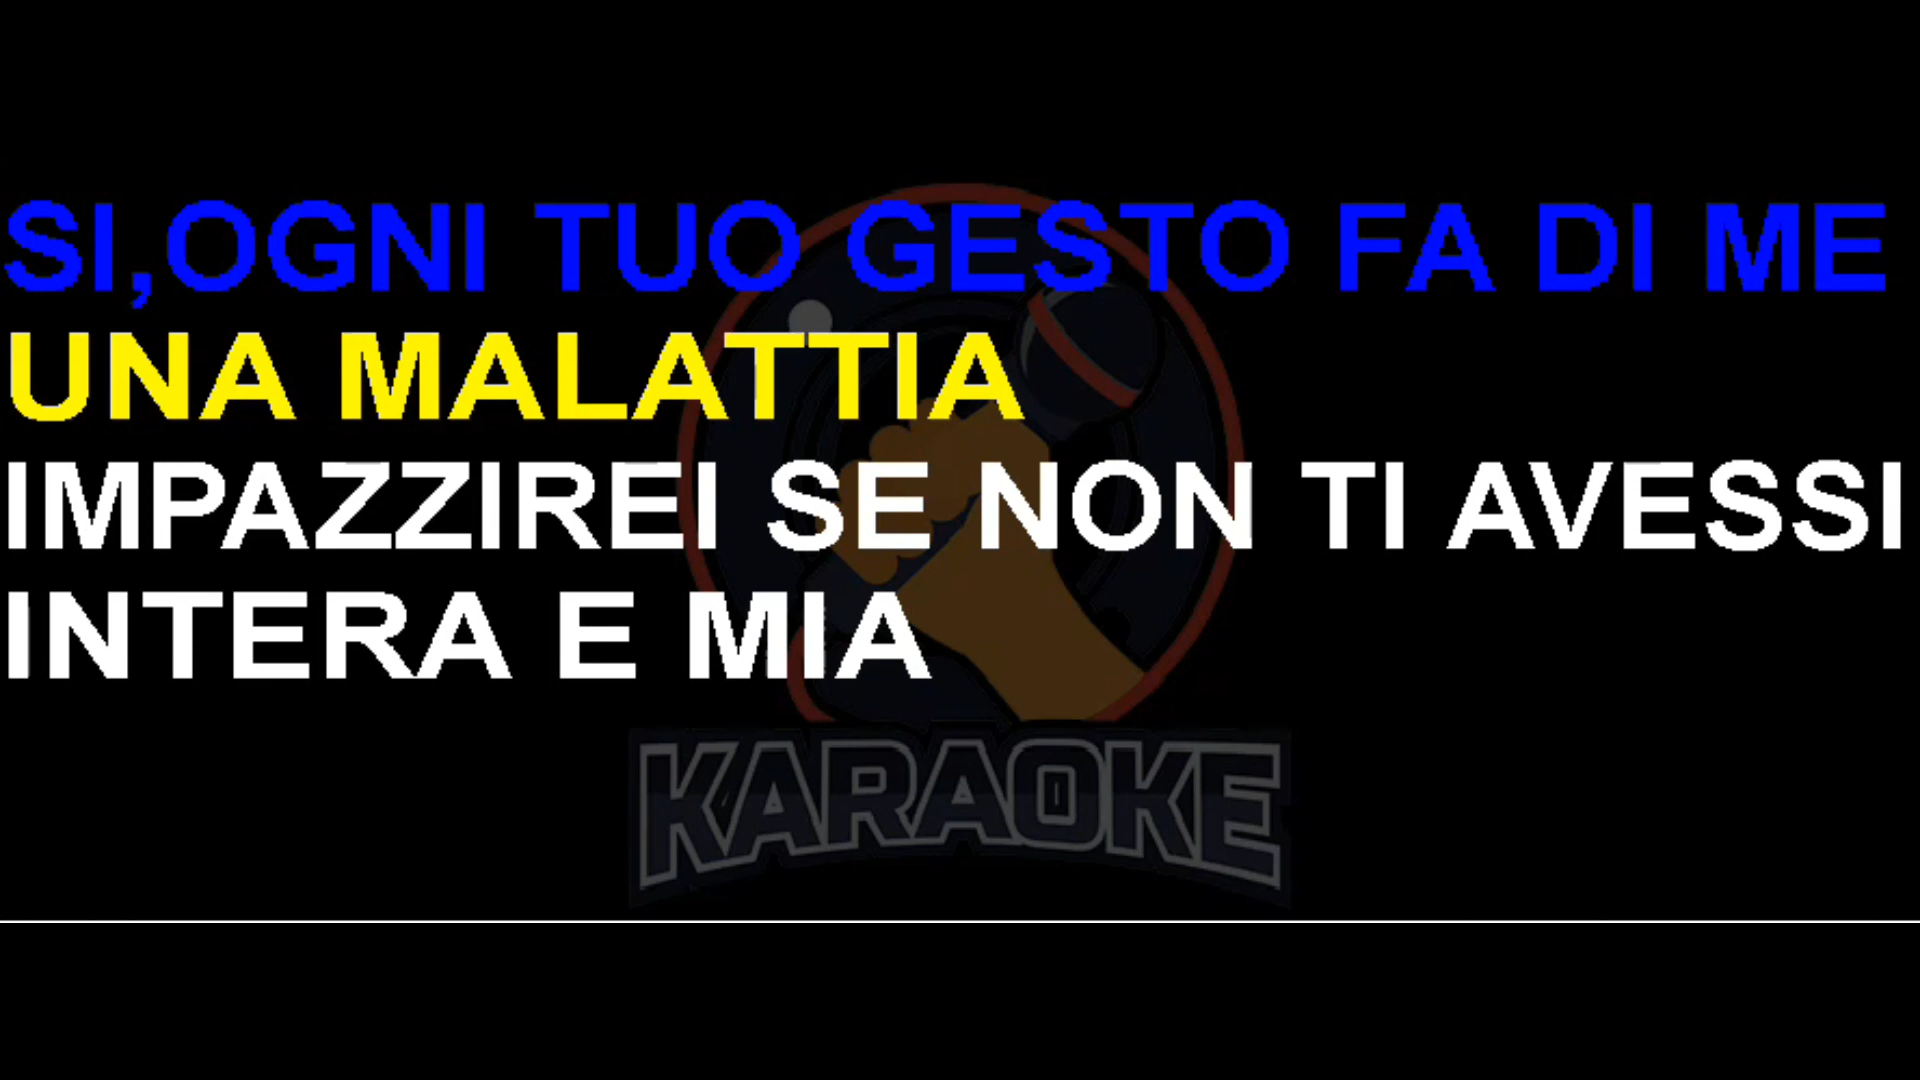 SI,OGNI TUO GESTO FA DI ME
UNA MALATTIA
IMPAZZIREI SE NON TI AVESSI
INTERA E MIA
KARAOKE